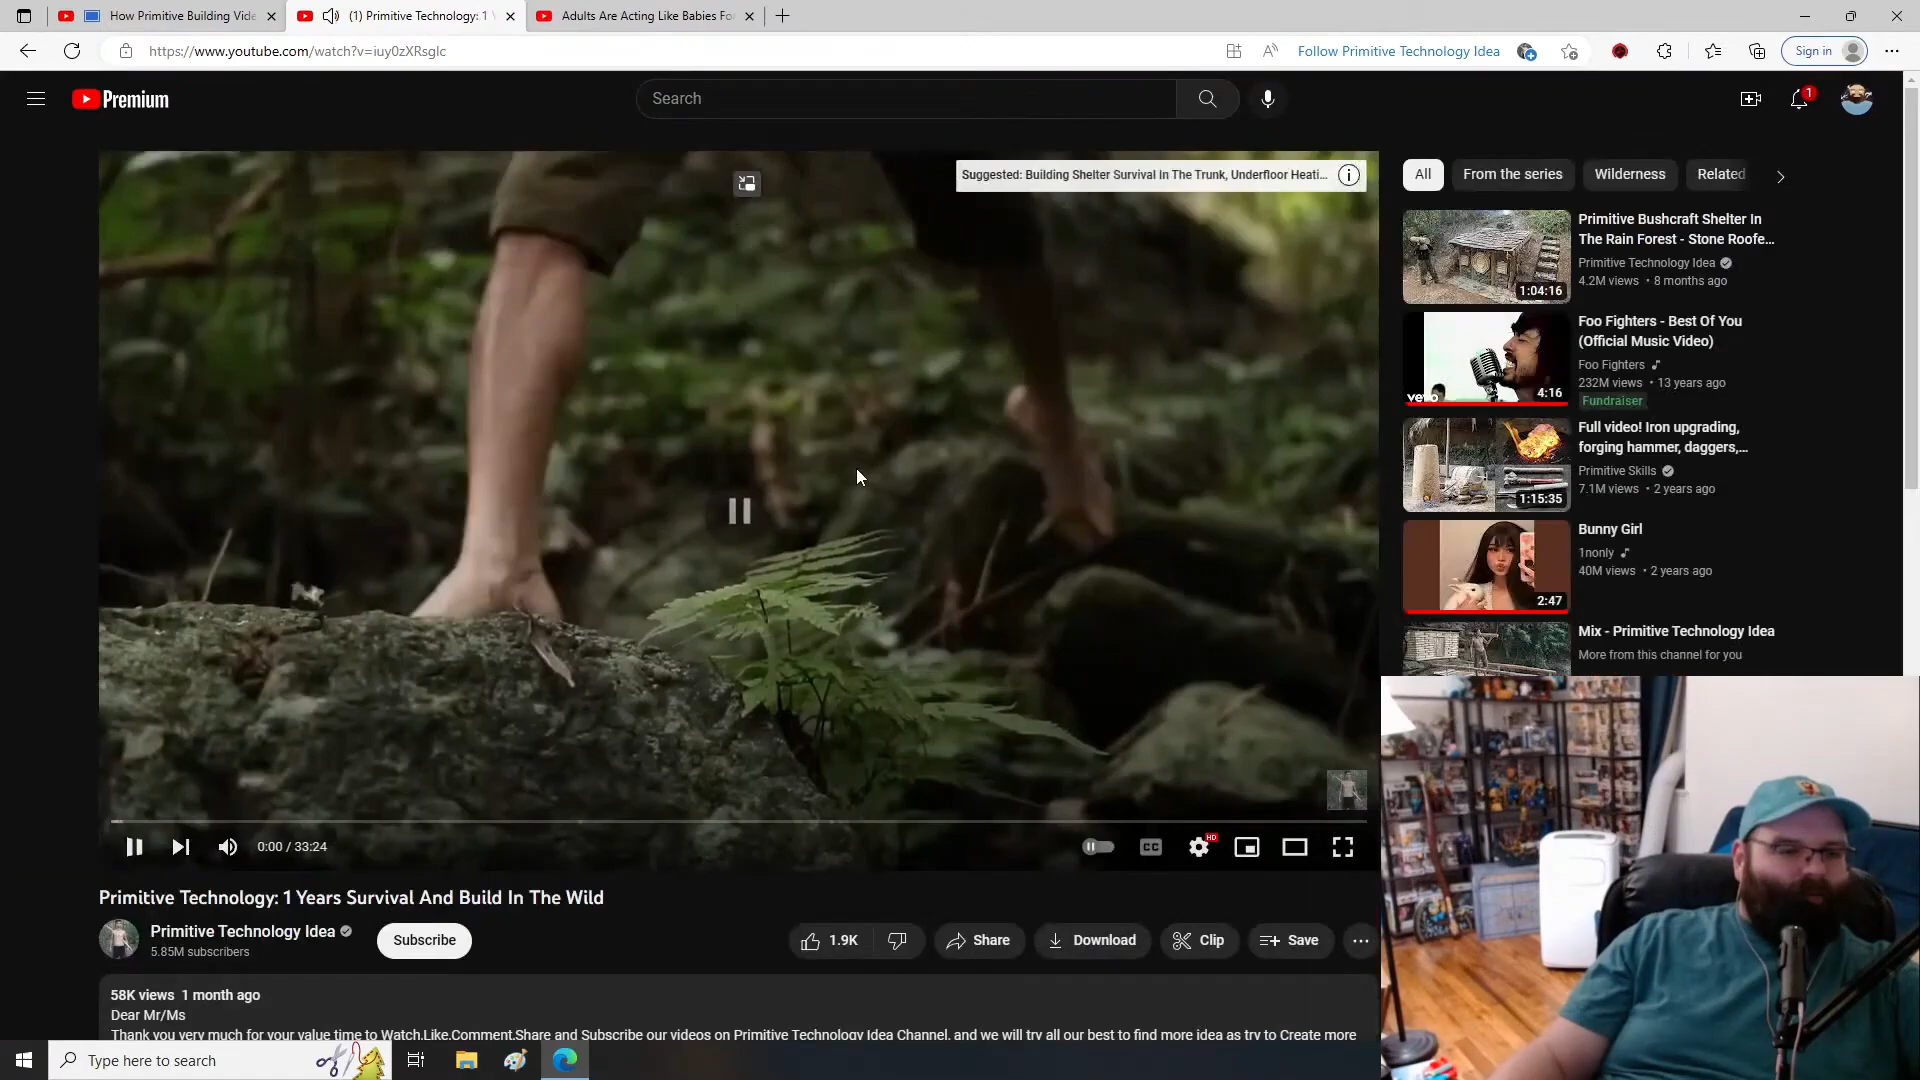 How Primitive Building Vide
(1) Primitive Technology: 1 Y
Adults Are Acting Like Babies For
https://www.youtube.com/watch?v=iuy0zXRsglc
Follow Primitive Technology Idea
Sign in
Premium
Search
1
Suggested: Building Shelter Survival In The Trunk, Underfloor Heati...
All
From the series
Wilderness
Related
Primitive Bushcraft Shelter In
The Rain Forest - Stone Roofe...
Primitive Technology Idea
4.2M views • 8 months ago
1:04:16
Foo Fighters - Best Of You
(Official Music Video)
Foo Fighters
232M views • 13 years ago
Fundraiser
vevo
4:16
Full video! Iron upgrading,
forging hammer, daggers,...
Primitive Skills
7.1M views • 2 years ago
1:15:35
Bunny Girl
1nonly
40M views • 2 years ago
2:47
Mix - Primitive Technology Idea
More from this channel for you
0:00 / 33:24
CC
HD
Primitive Technology: 1 Years Survival And Build In The Wild
Primitive Technology Idea
5.85M subscribers
Subscribe
1.9K
Share
Download
Clip
Save
58K views 1 month ago
Dear Mr/Ms
Thank you very much for your value time to Watch,Like,Comment,Share and Subscribe our videos on Primitive Technology Idea Channel, and we will try all our best to find more idea as try to Create more
Type here to search